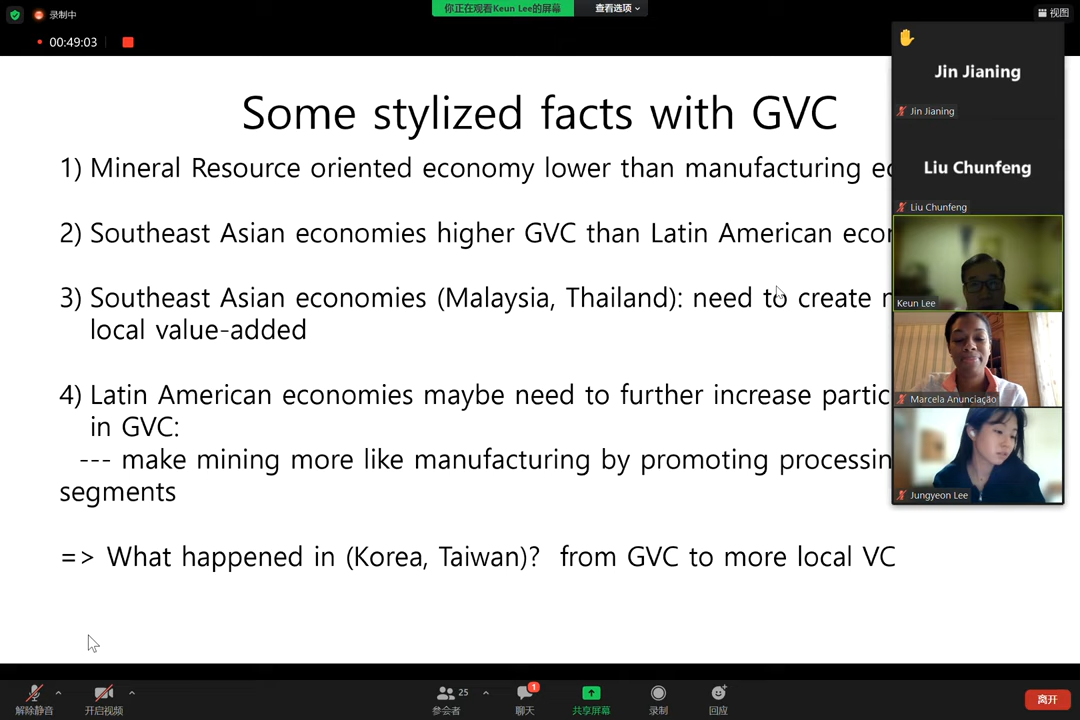 录制中
你正在观看Keun Lee的屏幕
查看选项
视图
00:49:03
Some stylized facts with GVC
1) Mineral Resource oriented economy lower than manufacturing
2) Southeast Asian economies higher GVC than Latin American
3) Southeast Asian economies (Malaysia, Thailand): need to create
local value-added
4) Latin American economies maybe need to further increase
in GVC:
--- make mining more like manufacturing by promoting
segments
=> What happened in (Korea, Taiwan)? from GVC to more local VC
Jin Jianing
Jin Jianing
Liu Chunfeng
Liu Chunfeng
Keun Lee
Marcela Anunciação
Jungyeon Lee
解除静音
开启视频
25
参会者
1
聊天
共享屏幕
录制
回应
离开